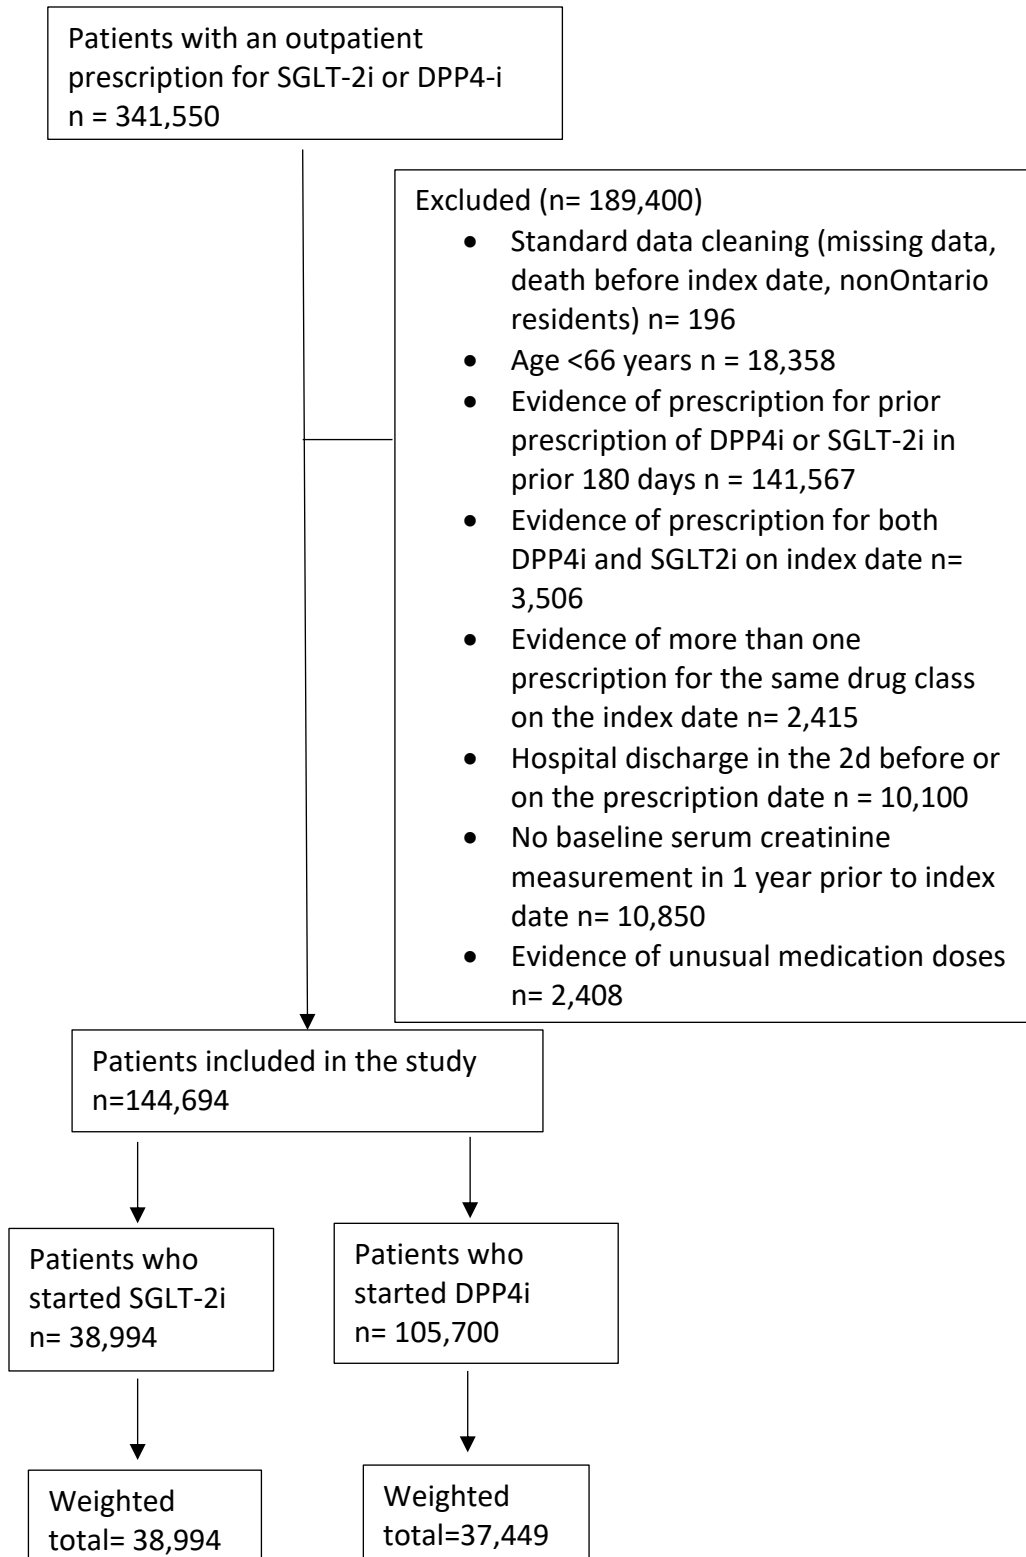 Patients with an outpatient
prescription for SGLT-2i or DPP4-i
n = 341,550
Excluded (n= 189,400)
• Standard data cleaning (missing data,
death before index date, nonOntario
residents) n= 196
• Age <66 years n = 18,358
• Evidence of prescription for prior
prescription of DPP4i or SGLT-2i in
prior 180 days n = 141,567
• Evidence of prescription for both
DPP4i and SGLT2i on index date n=
3,506
• Evidence of more than one
prescription for the same drug class
on the index date n= 2,415
• Hospital discharge in the 2d before or
on the prescription date n = 10,100
• No baseline serum creatinine
measurement in 1 year prior to index
date n= 10,850
• Evidence of unusual medication doses
n= 2,408
Patients included in the study
n=144,694
Patients who
started SGLT-2i
n= 38,994
Patients who
started DPP4i
n= 105,700
Weighted
total= 38,994
Weighted
total=37,449